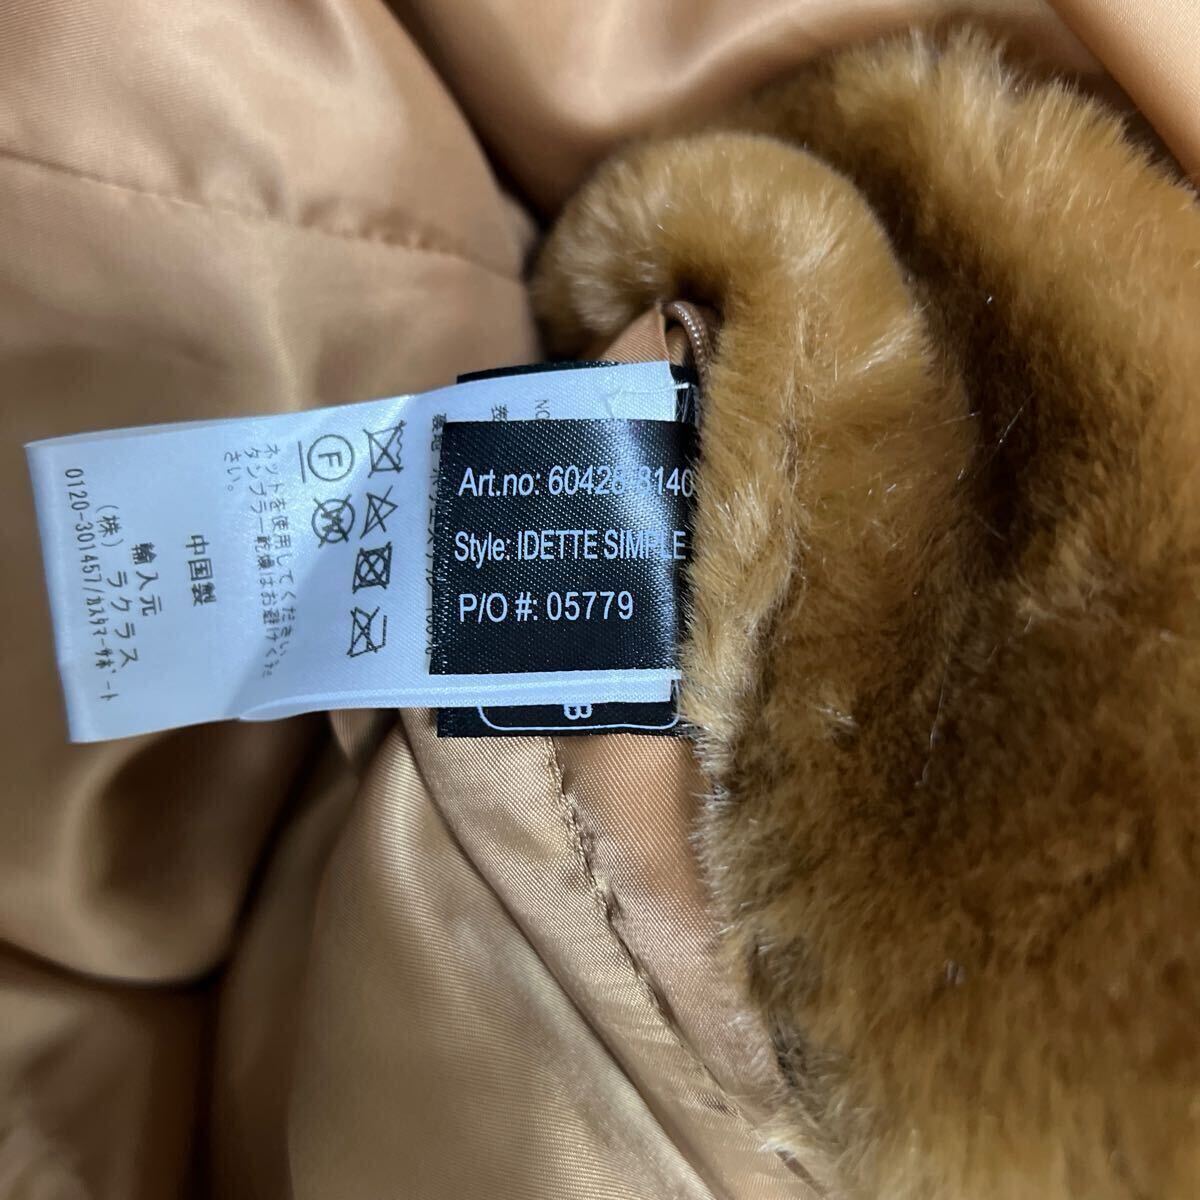 Art.no: 60428-8140
Style: IDETTE SIMPLE
P/O #: 05779
F
ネットを使用してください、
タンブラー乾燥はお避けくだ
さい。
中国製
輸入元
(株) ラクラス
0120-301457/カスタマーサポート